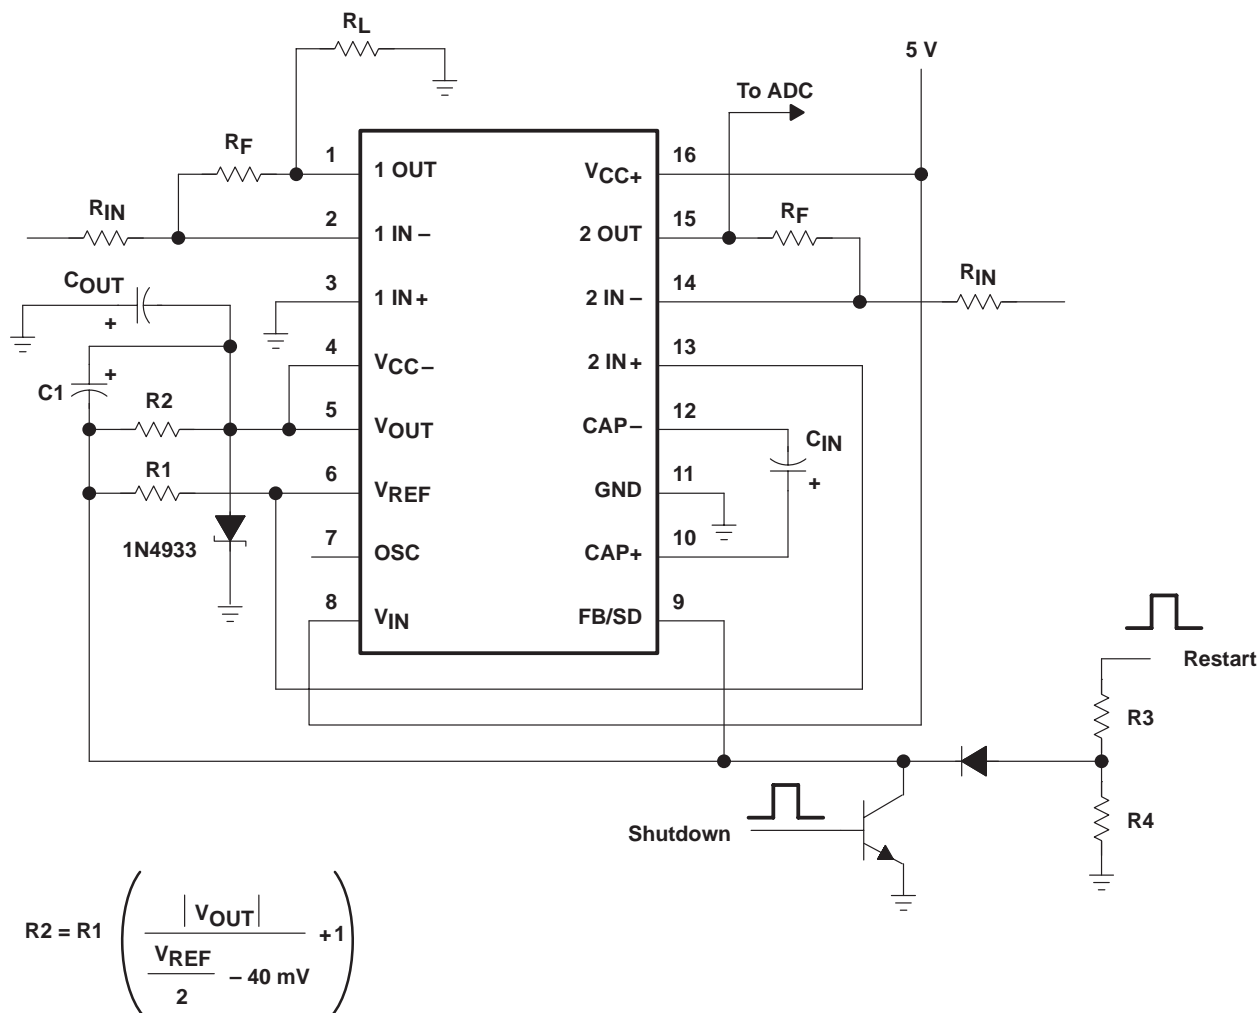 RL
5 V
To ADC
RF
1
1 OUT
16
VCC+
RIN
2
1 IN –
15
2 OUT
RF
COUT
+
3
1 IN+
14
2 IN –
RIN
4
VCC–
13
2 IN+
C1
+
R2
5
VOUT
12
CAP–
CIN
+
R1
6
VREF
11
GND
1N4933
7
OSC
10
CAP+
8
VIN
9
FB/SD
Restart
R3
Shutdown
R4
R2 = R1 ( |VOUT| / (VREF / 2 – 40 mV) + 1 )